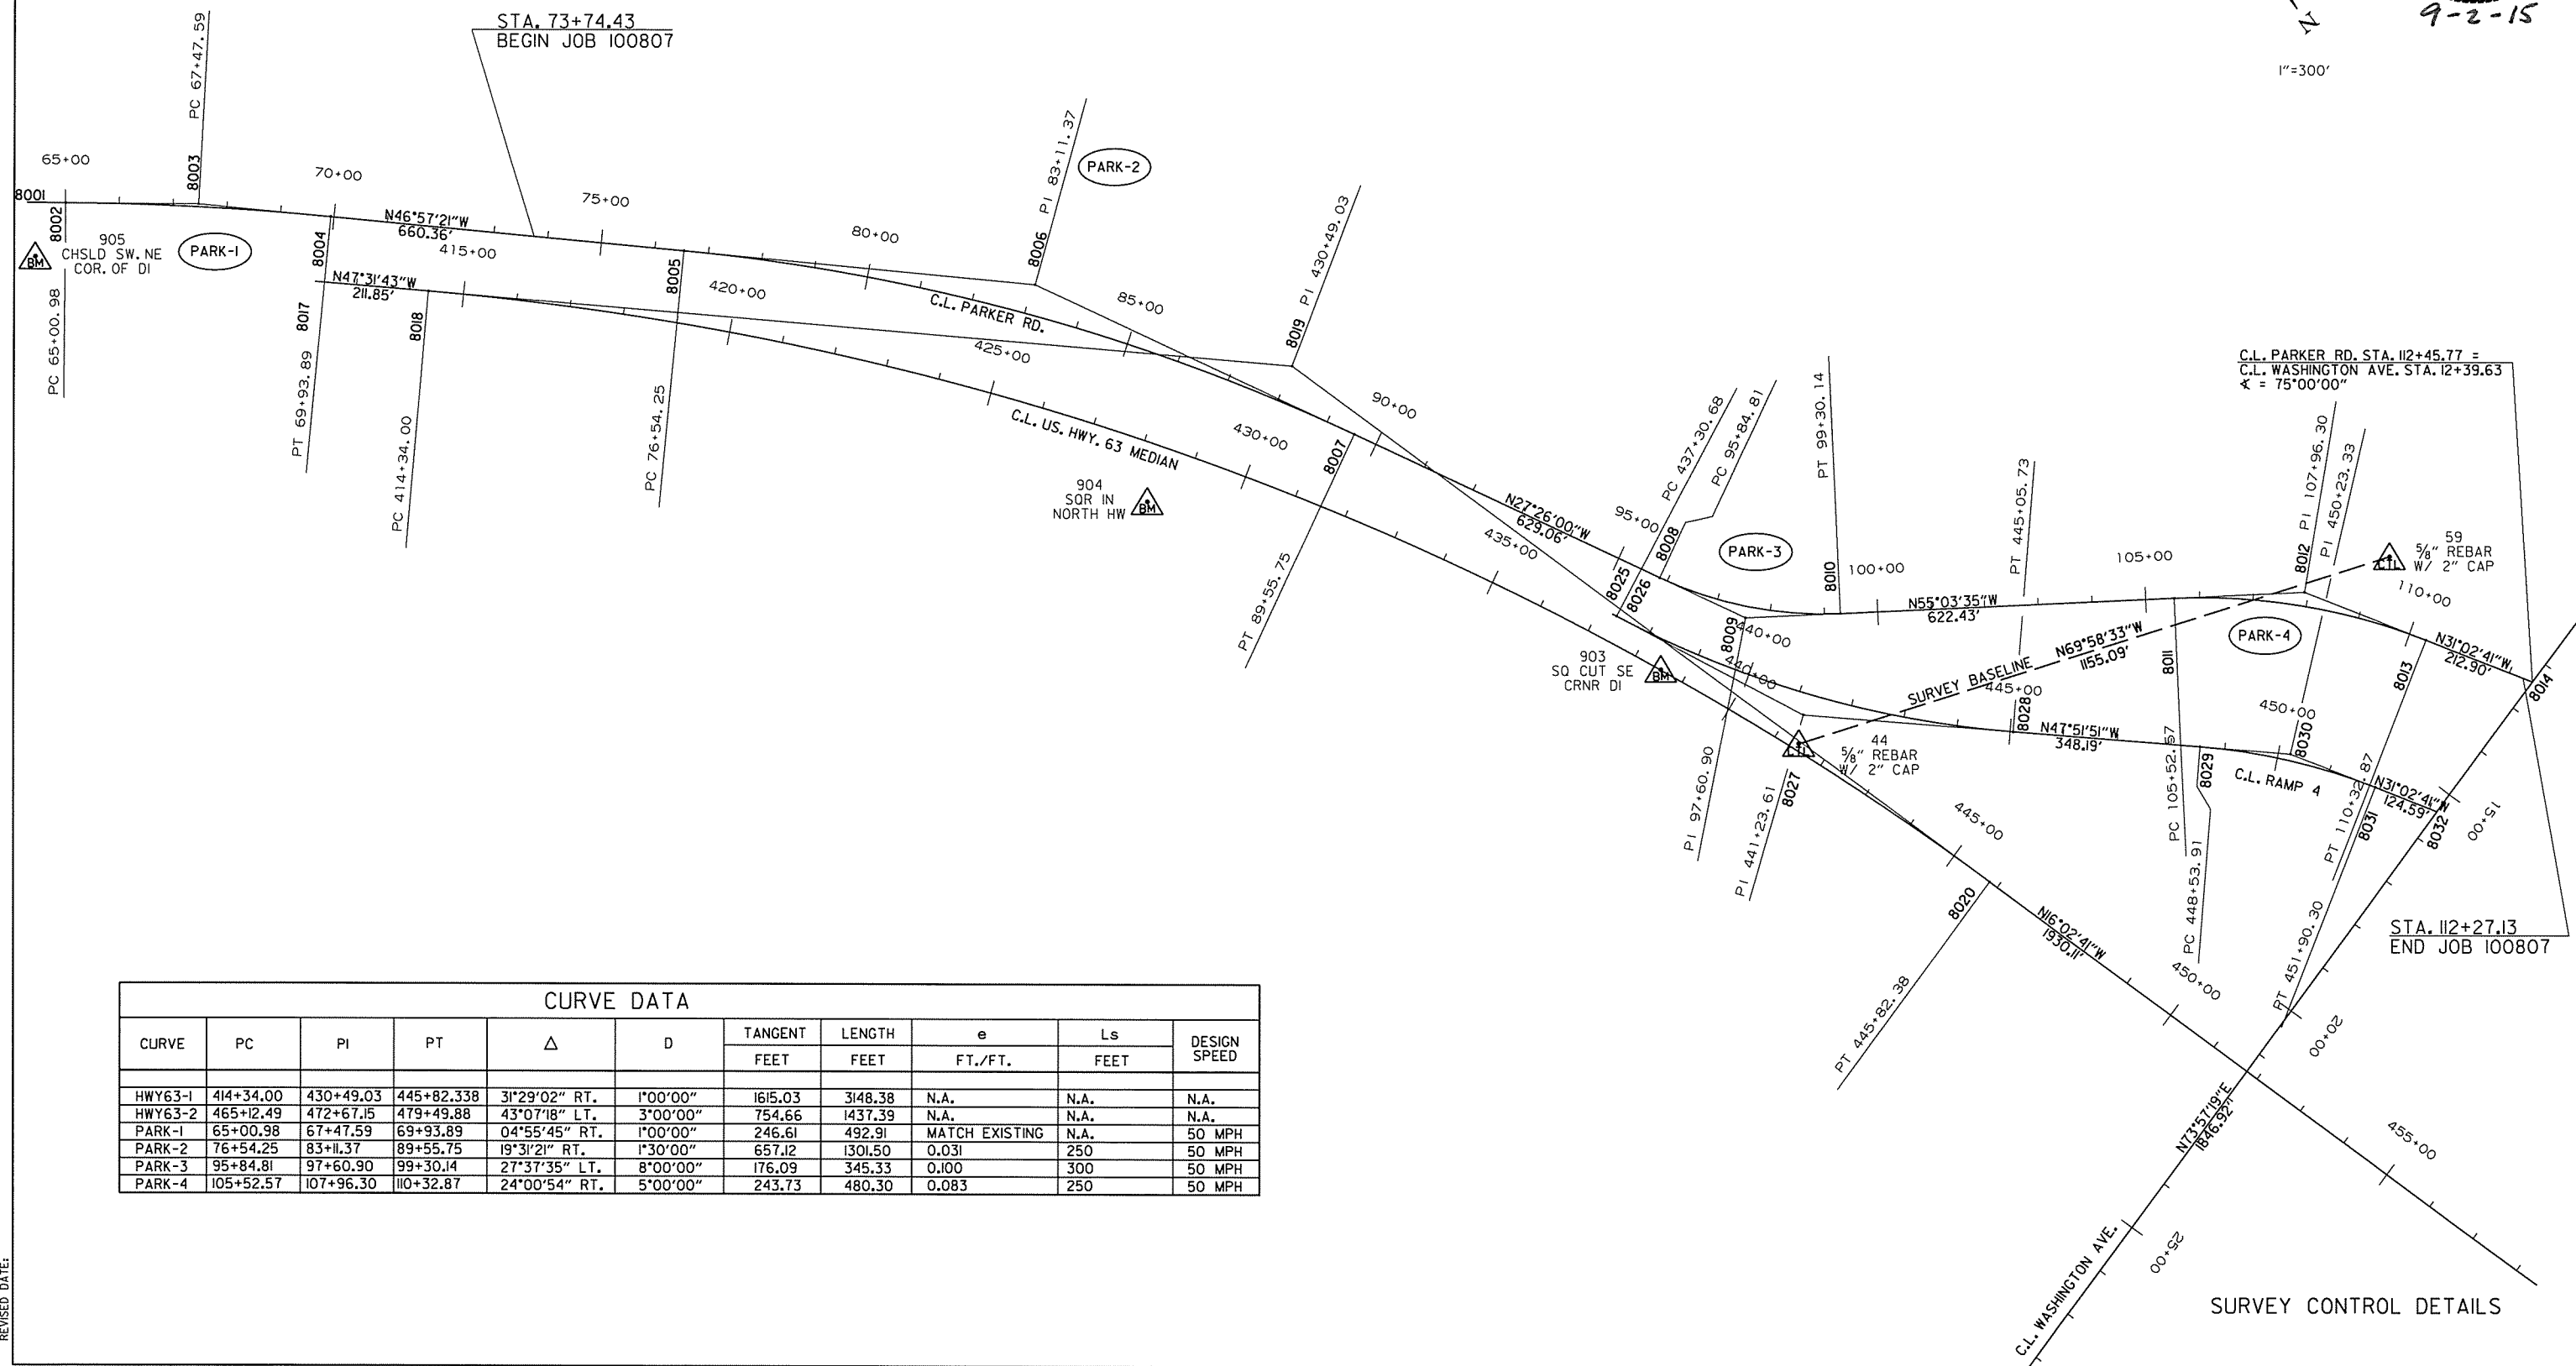 9-2-15
N
1"=300'
STA. 73+74.43
BEGIN JOB 100807
PC 67+47.59
8003
65+00
70+00
75+00
80+00
85+00
90+00
95+00
100+00
105+00
110+00
8001
8002
905
CHSLD SW. NE
COR. OF DI
BM
PARK-1
PC 65+00.98
8004
N46°57'21"W
660.36'
415+00
N47°31'43"W
211.85'
8017
8018
PT 69+93.89
PC 414+34.00
8005
PC 76+54.25
420+00
8006
PI 83+11.37
PARK-2
C.L. PARKER RD.
425+00
C.L. US. HWY. 63 MEDIAN
8019
PI 430+49.03
430+00
904
SQR IN
NORTH HW
BM
8007
PT 89+55.75
N27°26'00"W
629.06'
435+00
PC 437+30.68
PC 95+84.81
8008
8025
8026
PARK-3
PT 99+30.14
8010
903
SQ CUT SE
CRNR DI
BM
8009
PI 97+60.90
440+00
440+00
N55°03'35"W
622.43'
PT 445+05.73
SURVEY BASELINE
N69°58'33"W
1155.09'
44
5/8" REBAR
W/ 2" CAP
CTL
8027
PI 441+23.61
445+00
8028
N47°51'51"W
348.19'
8011
PC 105+52.57
8029
PC 448+53.91
PARK-4
8012
PI 107+96.30
PI 450+23.33
59
5/8" REBAR
W/ 2" CAP
CTL
C.L. PARKER RD. STA. 112+45.77 =
C.L. WASHINGTON AVE. STA. 12+39.63
∢ = 75°00'00"
N31°02'41"W
212.90'
8013
8014
450+00
8030
C.L. RAMP 4
PT 110+32.87
N31°02'41"W
124.59'
8031
8032
15+00
PT 451+90.30
STA. 112+27.13
END JOB 100807
445+00
8020
PT 445+82.38
N16°02'41"W
1930.11'
450+00
20+00
N73°57'19"E
1846.92'
455+00
25+00
C.L. WASHINGTON AVE.
SURVEY CONTROL DETAILS
CURVE DATA
CURVE PC PI PT Δ D TANGENT LENGTH e Ls DESIGN SPEED
FEET FEET FT./FT. FEET
HWY63-1 414+34.00 430+49.03 445+82.338 31°29'02" RT. 1°00'00" 1615.03 3148.38 N.A. N.A. N.A.
HWY63-2 465+12.49 472+67.15 479+49.88 43°07'18" LT. 3°00'00" 754.66 1437.39 N.A. N.A. N.A.
PARK-1 65+00.98 67+47.59 69+93.89 04°55'45" RT. 1°00'00" 246.61 492.91 MATCH EXISTING N.A. 50 MPH
PARK-2 76+54.25 83+11.37 89+55.75 19°31'21" RT. 1°30'00" 657.12 1301.50 0.031 250 50 MPH
PARK-3 95+84.81 97+60.90 99+30.14 27°37'35" LT. 8°00'00" 176.09 345.33 0.100 300 50 MPH
PARK-4 105+52.57 107+96.30 110+32.87 24°00'54" RT. 5°00'00" 243.73 480.30 0.083 250 50 MPH
REVISED DATE: